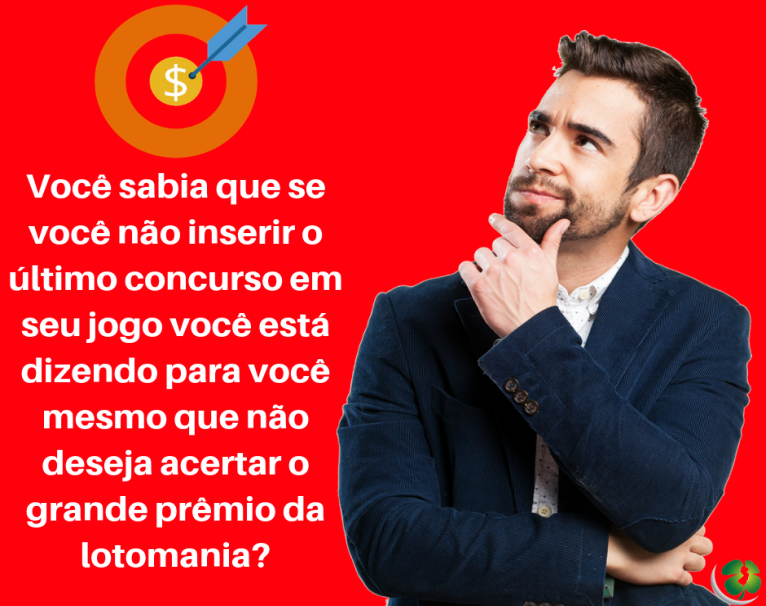 $
Você sabia que se
você não inserir o
último concurso em
seu jogo você está
dizendo para você
mesmo que não
deseja acertar o
grande prêmio da
lotomania?